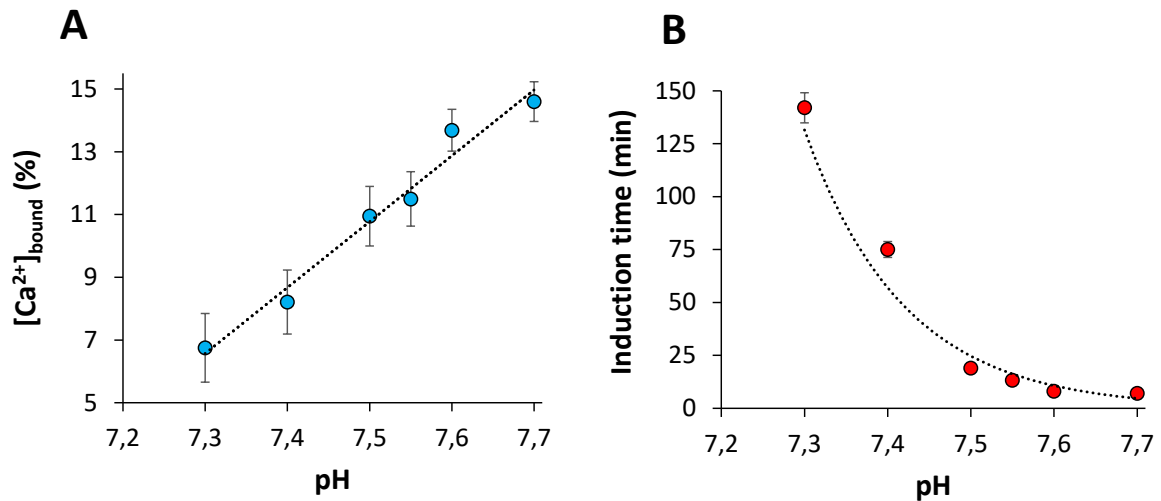 A
[Ca²⁺]bound (%)
15
13
11
9
7
5
7,2 7,3 7,4 7,5 7,6 7,7
pH
B
Induction time (min)
150
125
100
75
50
25
0
7,2 7,3 7,4 7,5 7,6 7,7
pH